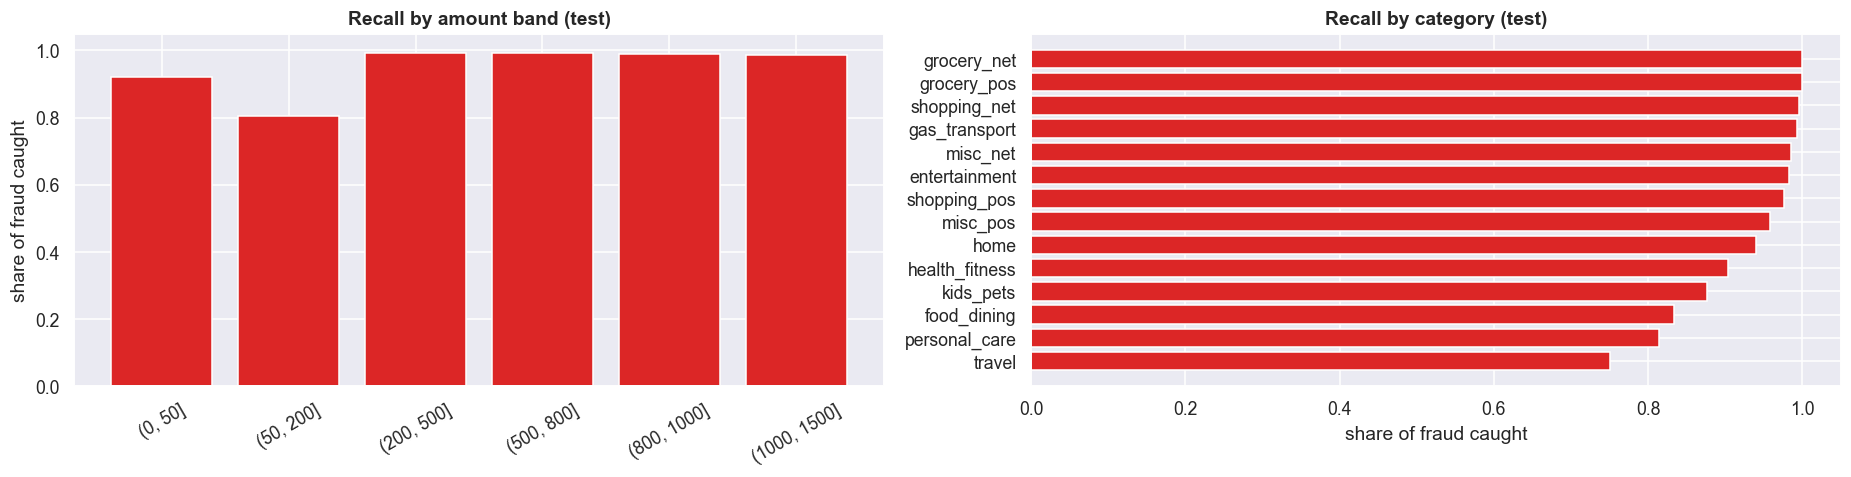 Recall by amount band (test)
share of fraud caught
1.0
0.8
0.6
0.4
0.2
0.0
(0, 50]
(50, 200]
(200, 500]
(500, 800]
(800, 1000]
(1000, 1500]
Recall by category (test)
grocery_net
grocery_pos
shopping_net
gas_transport
misc_net
entertainment
shopping_pos
misc_pos
home
health_fitness
kids_pets
food_dining
personal_care
travel
0.0 0.2 0.4 0.6 0.8 1.0
share of fraud caught